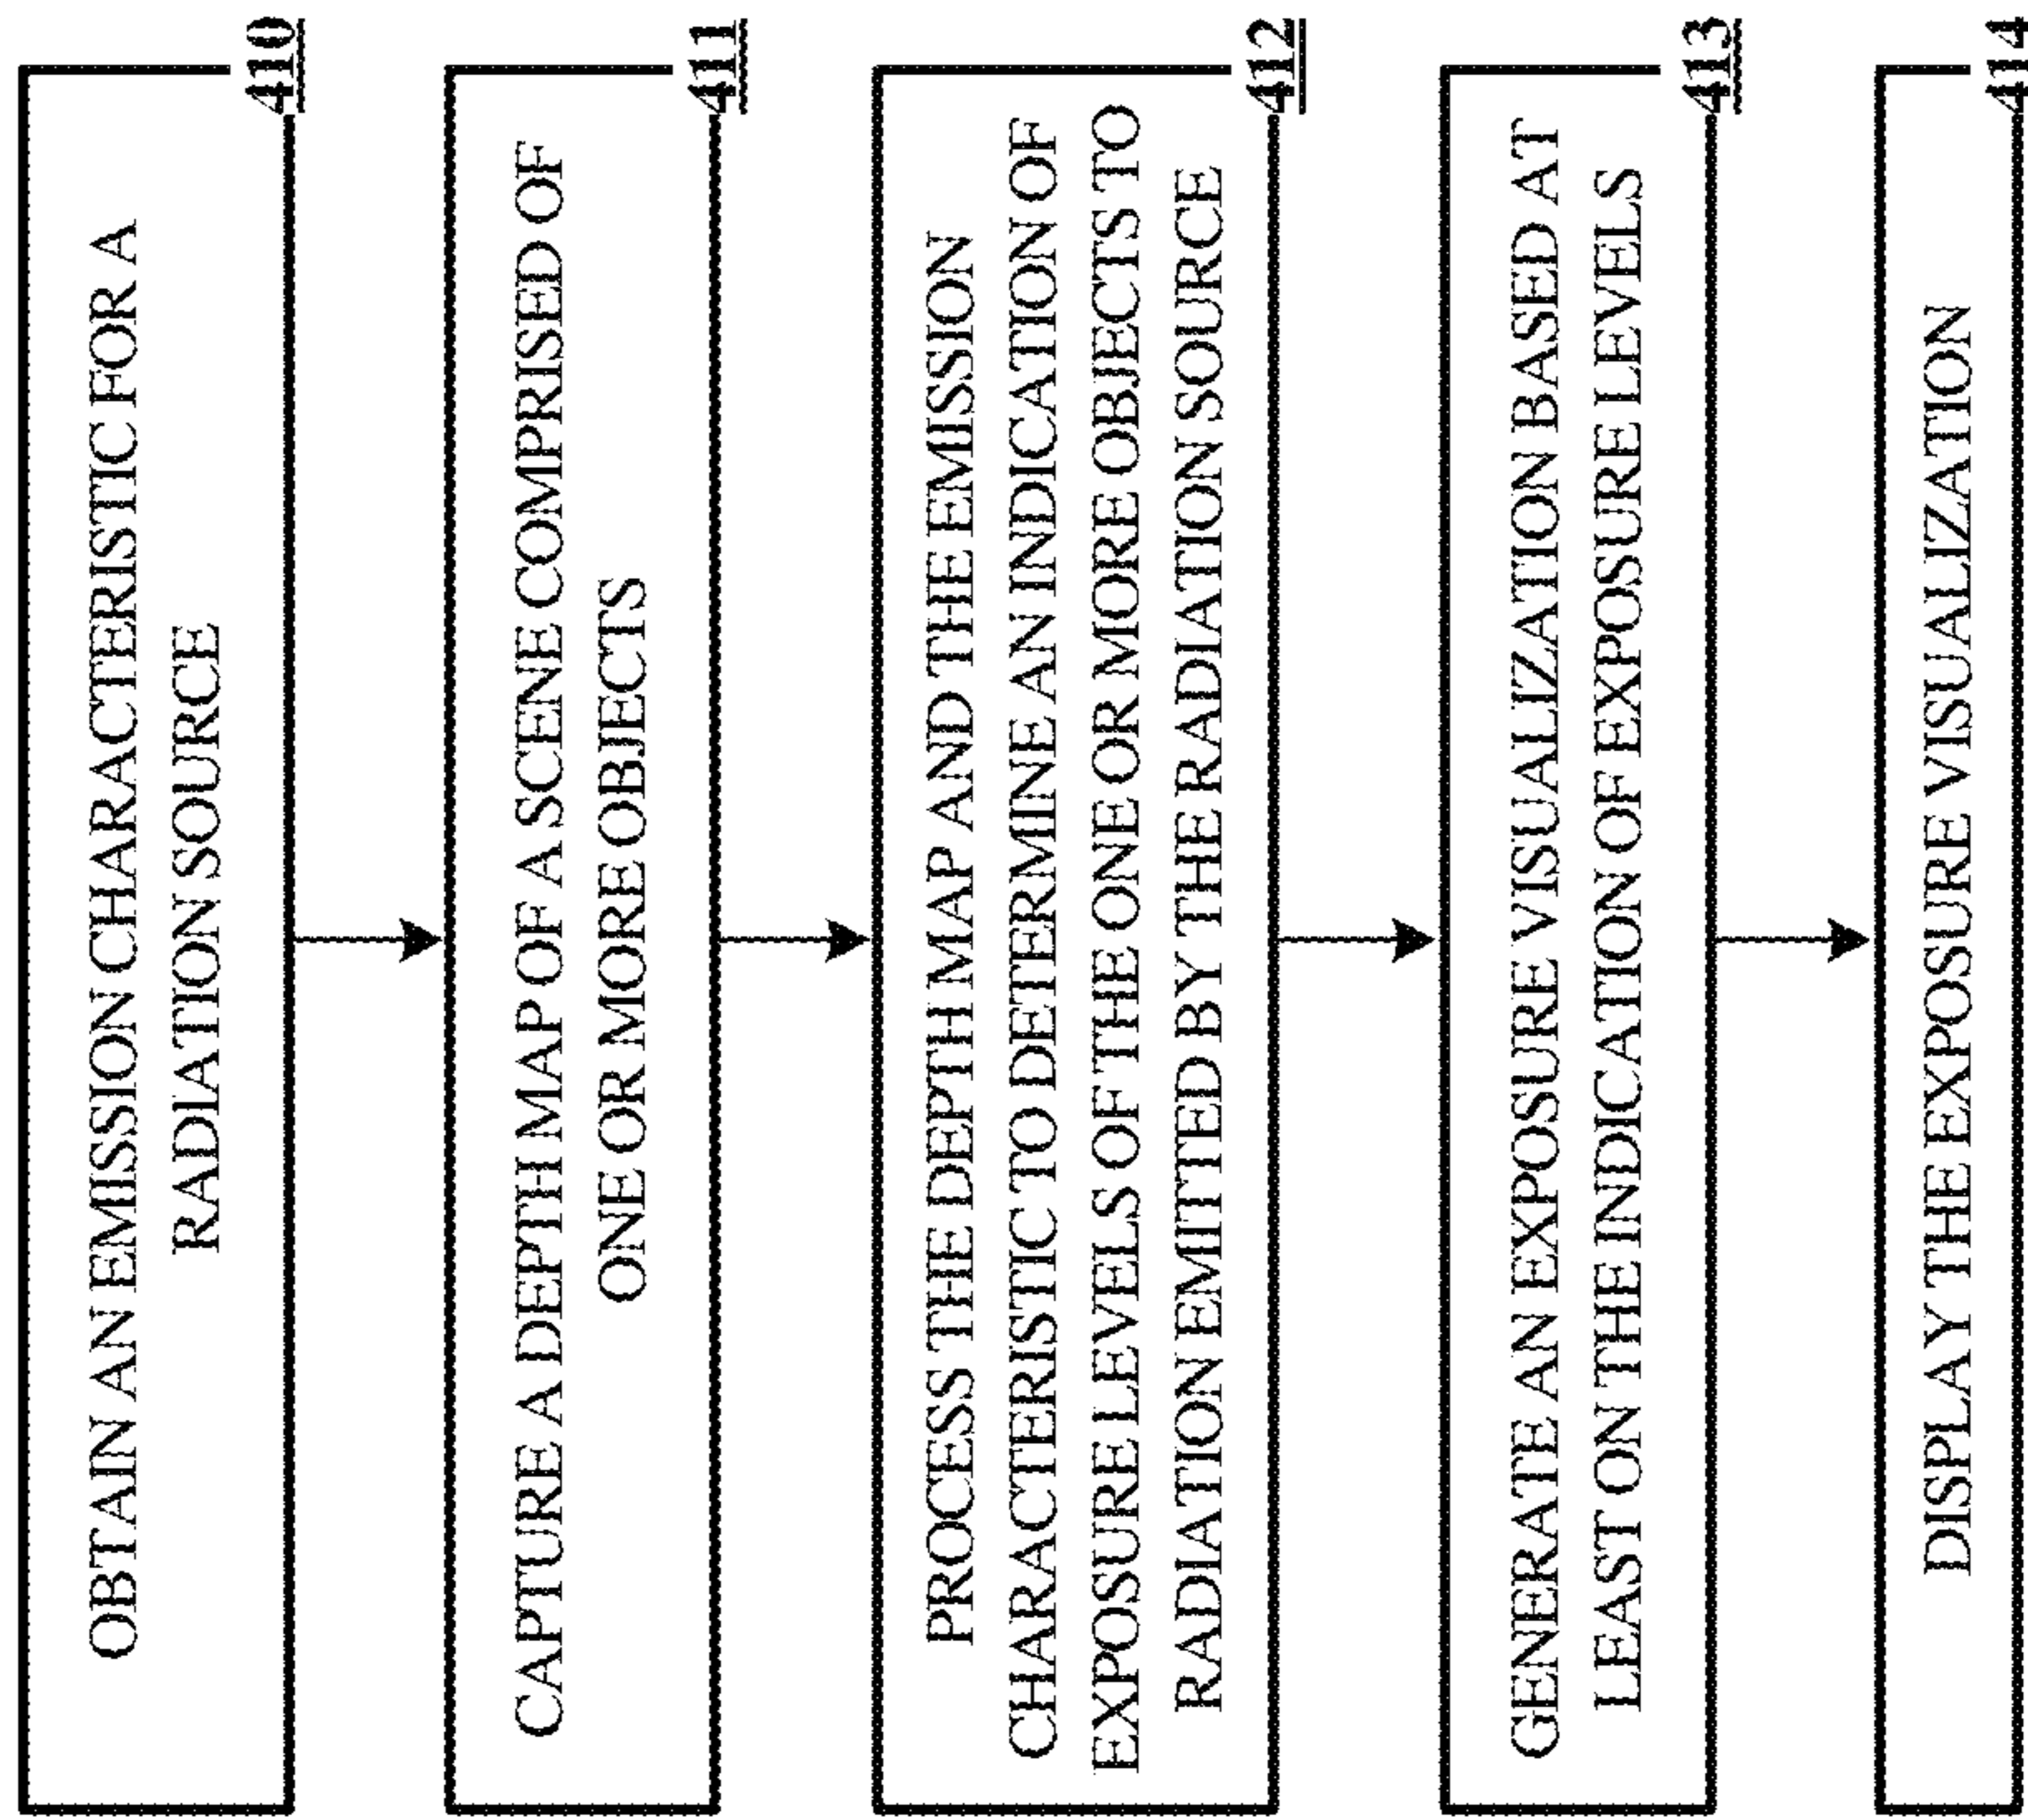 OBTAIN AN EMISSION CHARACTERISTIC FOR A
RADIATION SOURCE
410
CAPTURE A DEPTH MAP OF A SCENE COMPRISED OF
ONE OR MORE OBJECTS
411
PROCESS THE DEPTH MAP AND THE EMISSION
CHARACTERISTIC TO DETERMINE AN INDICATION OF
EXPOSURE LEVELS OF THE ONE OR MORE OBJECTS TO
RADIATION EMITTED BY THE RADIATION SOURCE
412
GENERATE AN EXPOSURE VISUALIZATION BASED AT
LEAST ON THE INDICATION OF EXPOSURE LEVELS
413
DISPLAY THE EXPOSURE VISUALIZATION
414